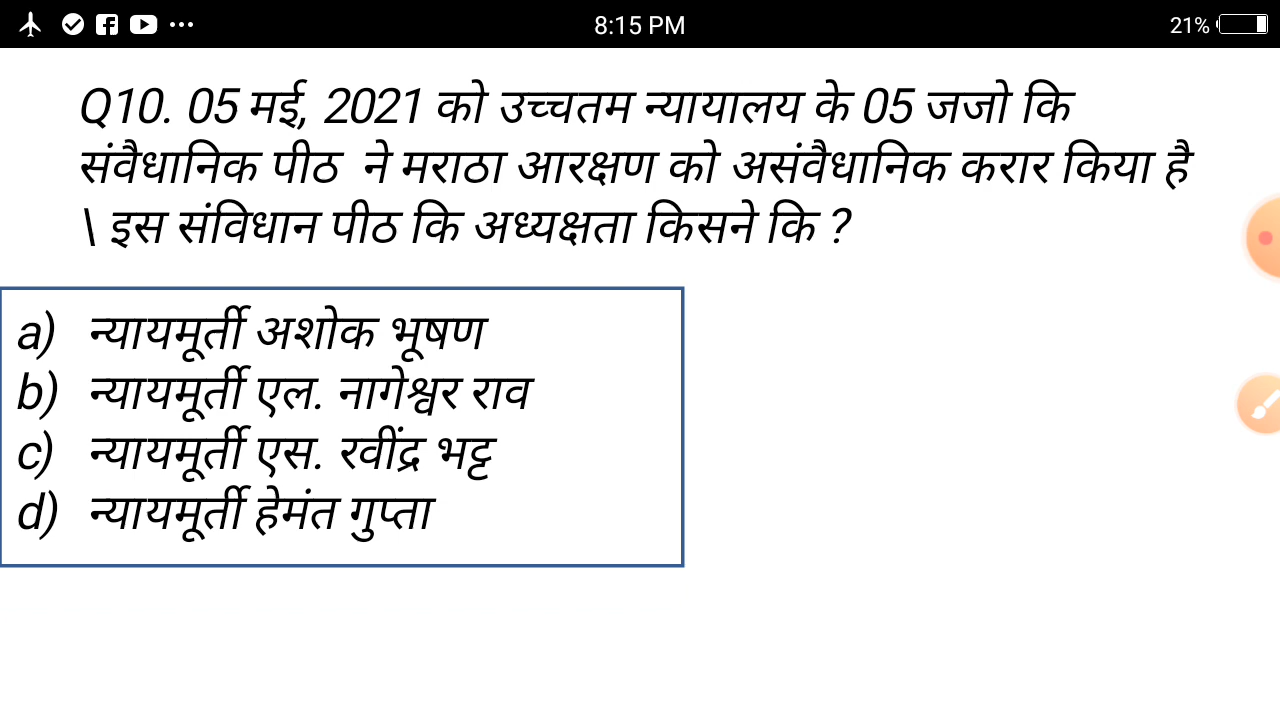 8:15 PM
21%
Q10. 05 मई, 2021 को उच्चतम न्यायालय के 05 जजो कि
संवैधानिक पीठ ने मराठा आरक्षण को असंवैधानिक करार किया है
\ इस संविधान पीठ कि अध्यक्षता किसने कि ?
a) न्यायमूर्ती अशोक भूषण
b) न्यायमूर्ती एल. नागेश्वर राव
c) न्यायमूर्ती एस. रवींद्र भट्ट
d) न्यायमूर्ती हेमंत गुप्ता